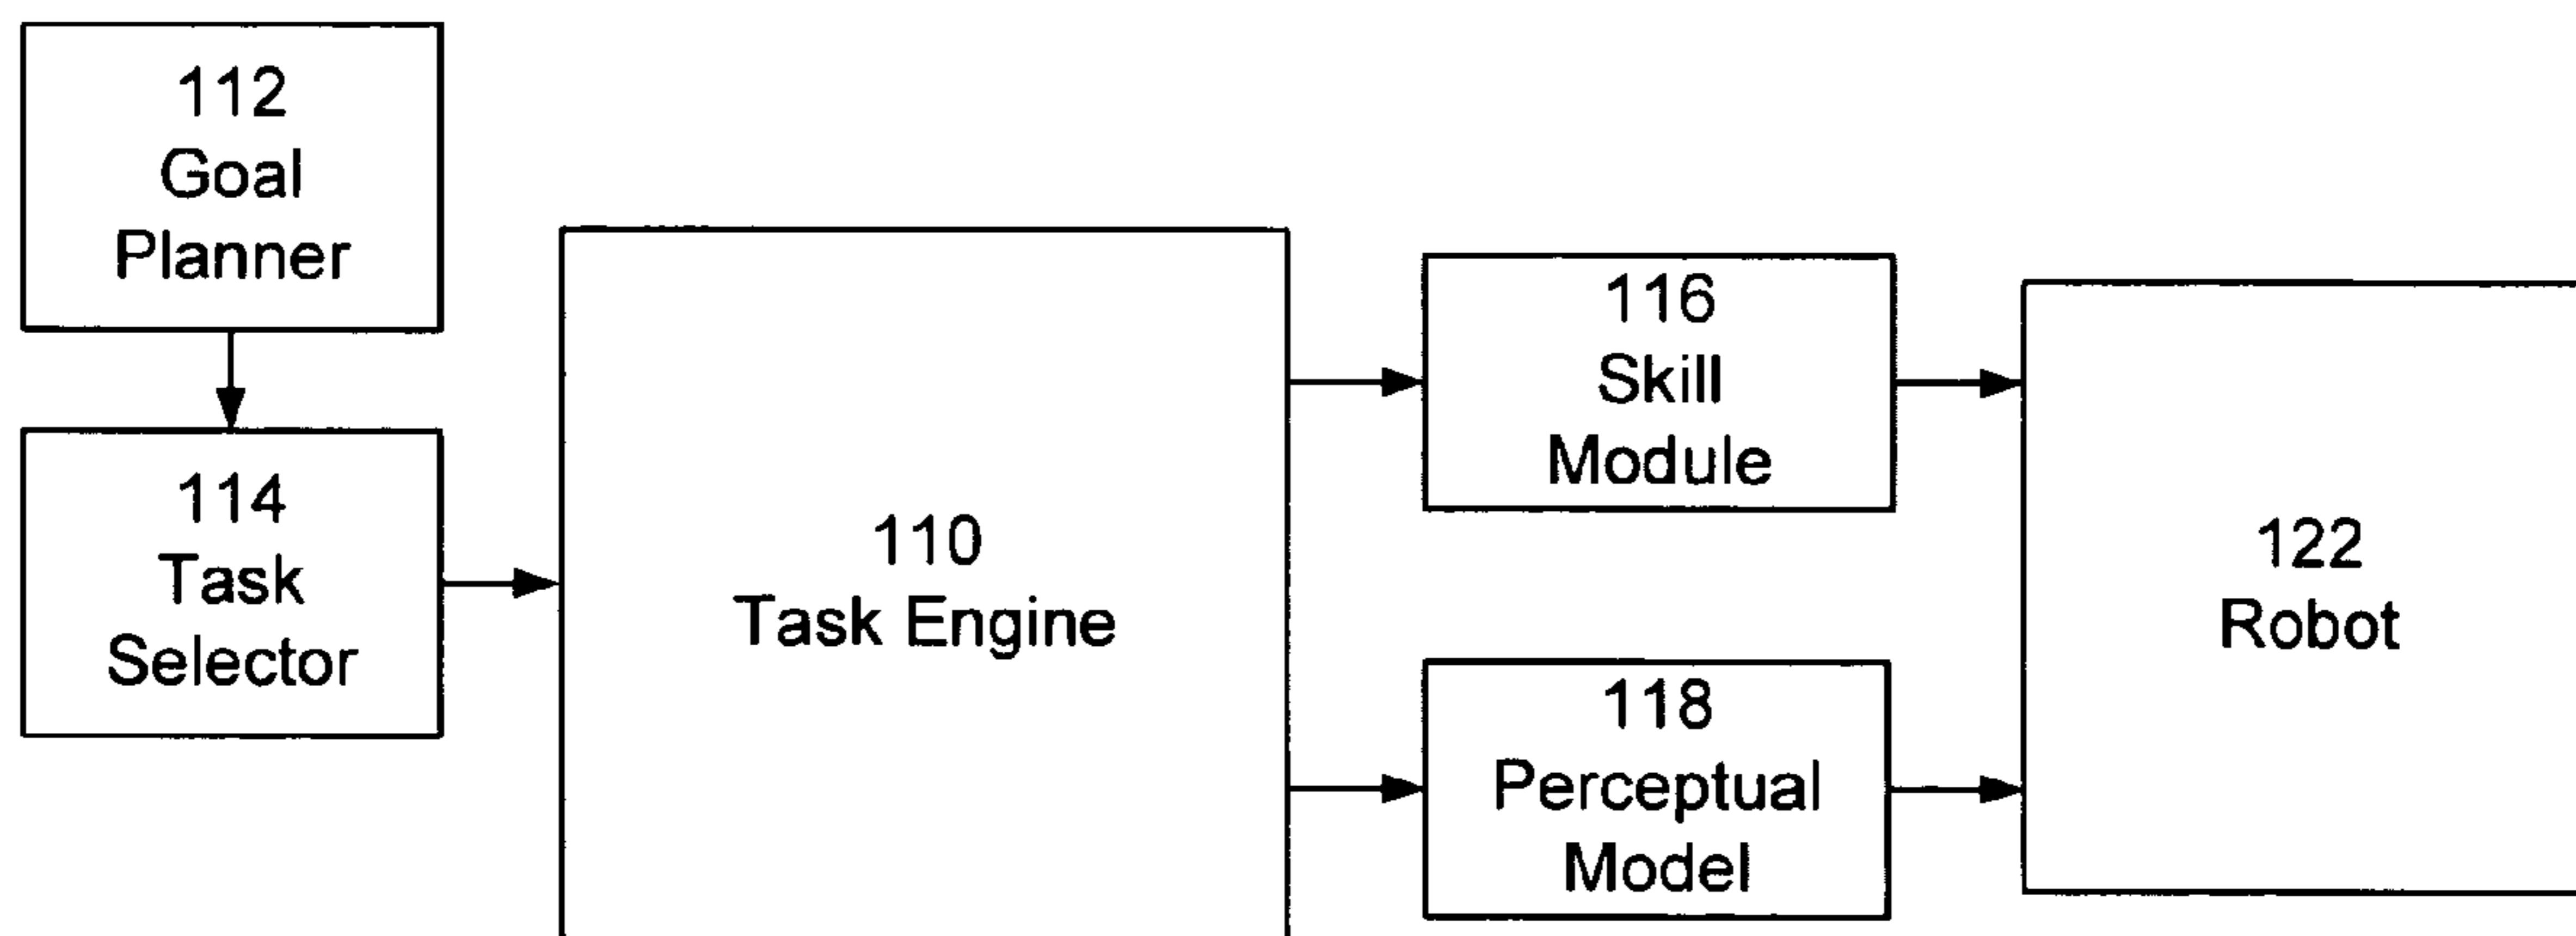 112
Goal
Planner
114
Task
Selector
110
Task Engine
116
Skill
Module
118
Perceptual
Model
122
Robot